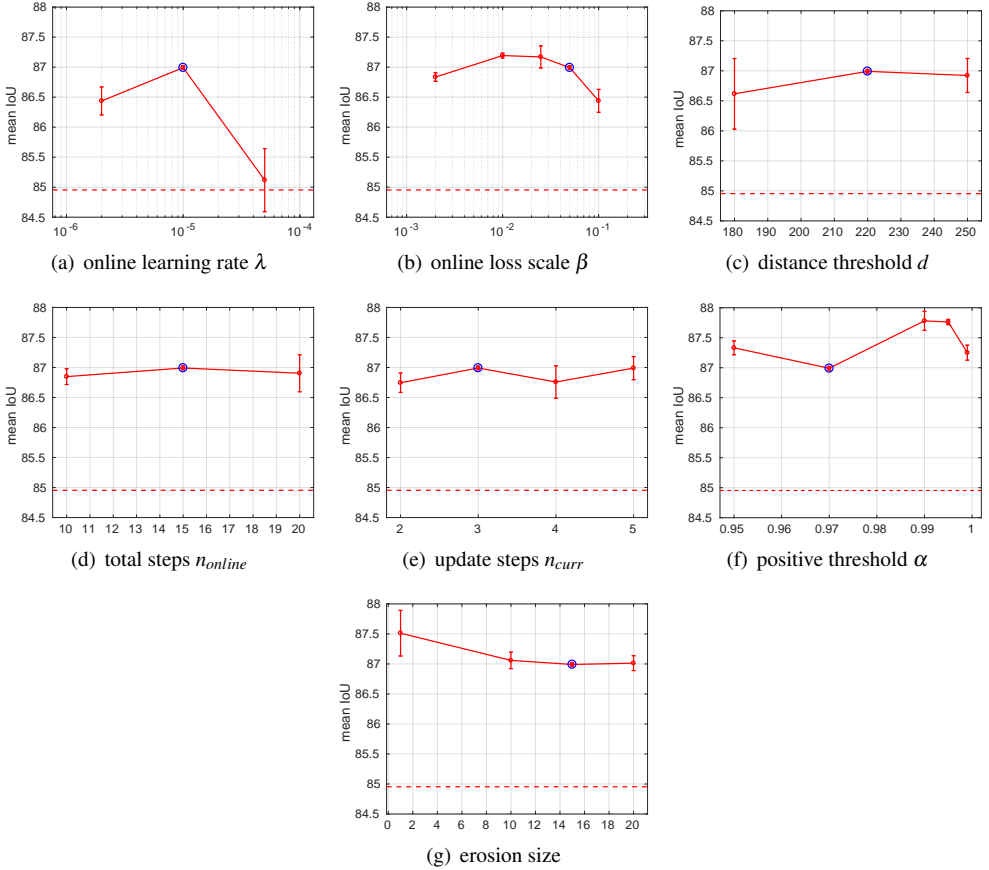 88
87.5
87
86.5
86
85.5
85
84.5
mean IoU
10⁻⁶ 10⁻⁵ 10⁻⁴
(a) online learning rate λ
88
87.5
87
86.5
86
85.5
85
84.5
mean IoU
10⁻³ 10⁻² 10⁻¹
(b) online loss scale β
88
87.5
87
86.5
86
85.5
85
84.5
mean IoU
180 190 200 210 220 230 240 250
(c) distance threshold d
88
87.5
87
86.5
86
85.5
85
84.5
mean IoU
10 11 12 13 14 15 16 17 18 19 20
(d) total steps n_online
88
87.5
87
86.5
86
85.5
85
84.5
mean IoU
2 3 4 5
(e) update steps n_curr
88
87.5
87
86.5
86
85.5
85
84.5
mean IoU
0.95 0.96 0.97 0.98 0.99 1
(f) positive threshold α
88
87.5
87
86.5
86
85.5
85
84.5
mean IoU
0 2 4 6 8 10 12 14 16 18 20
(g) erosion size